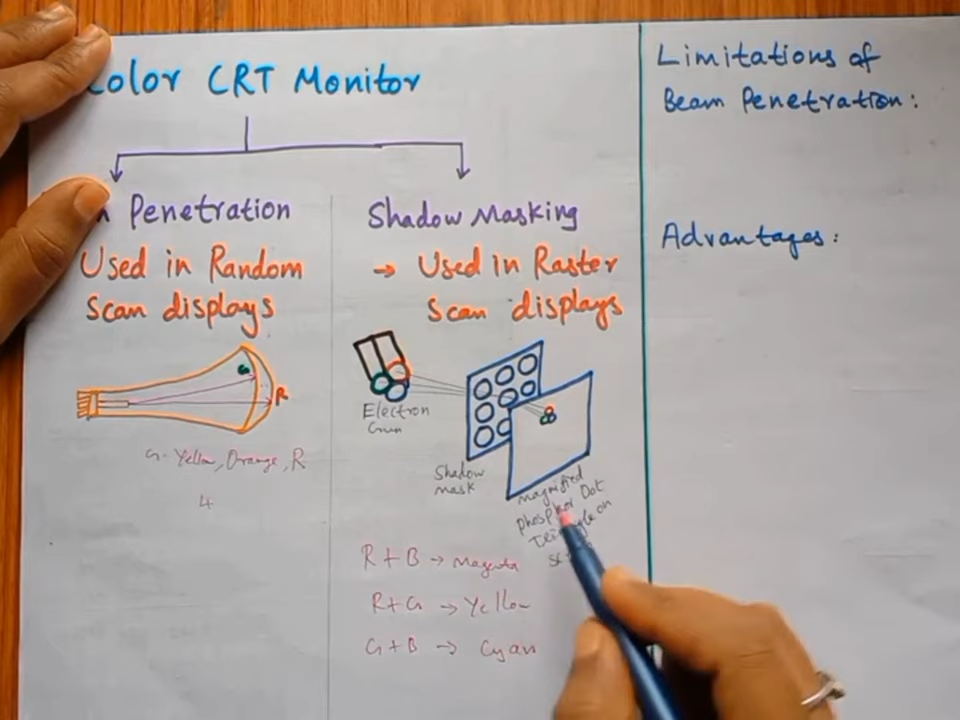 Color CRT Monitor
Penetration
Used in Random
Scan displays
G
R
G - Yellow, Orange, R
4
Shadow Masking
→ Used in Raster
Scan displays
Electron
Gun
Shadow
mask
Magnified
Phosphor Dot
Triangle on
R + B → Magenta
R + G → Yellow
G + B → Cyan
Limitations of
Beam Penetration :
Advantages :